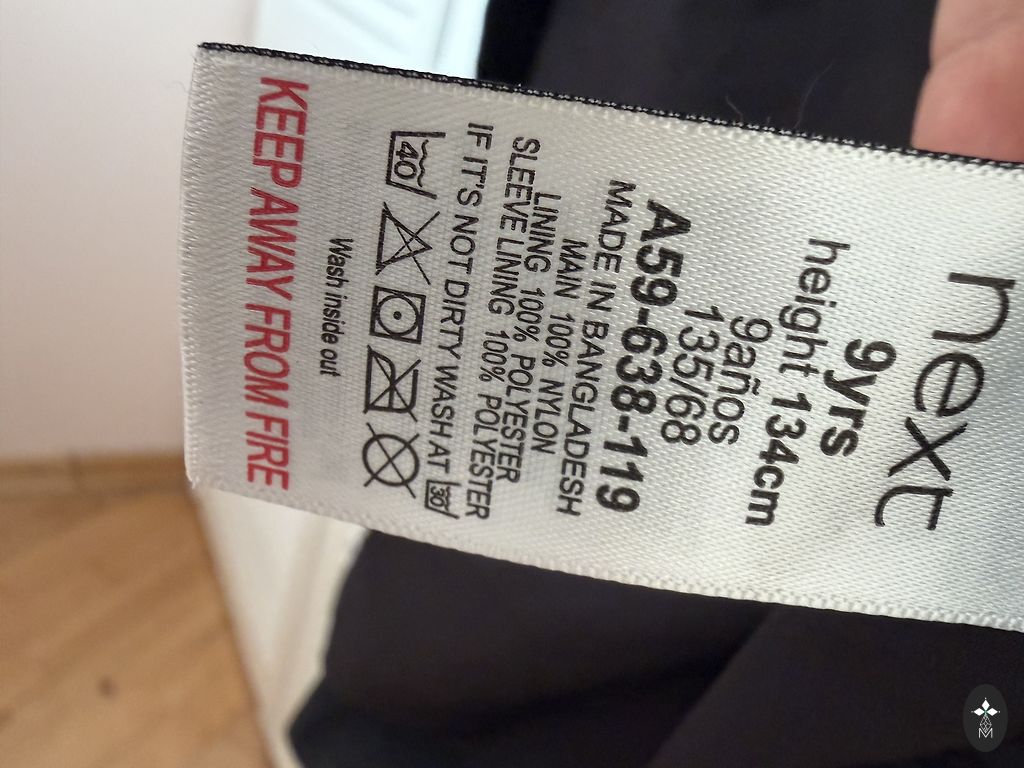 next
9yrs
height 134cm
9años
135/68
A59-638-119
MADE IN BANGLADESH
MAIN 100% NYLON
LINING 100% POLYESTER
SLEEVE LINING 100% POLYESTER
IF IT'S NOT DIRTY WASH AT 30
40
Wash inside out
KEEP AWAY FROM FIRE
M